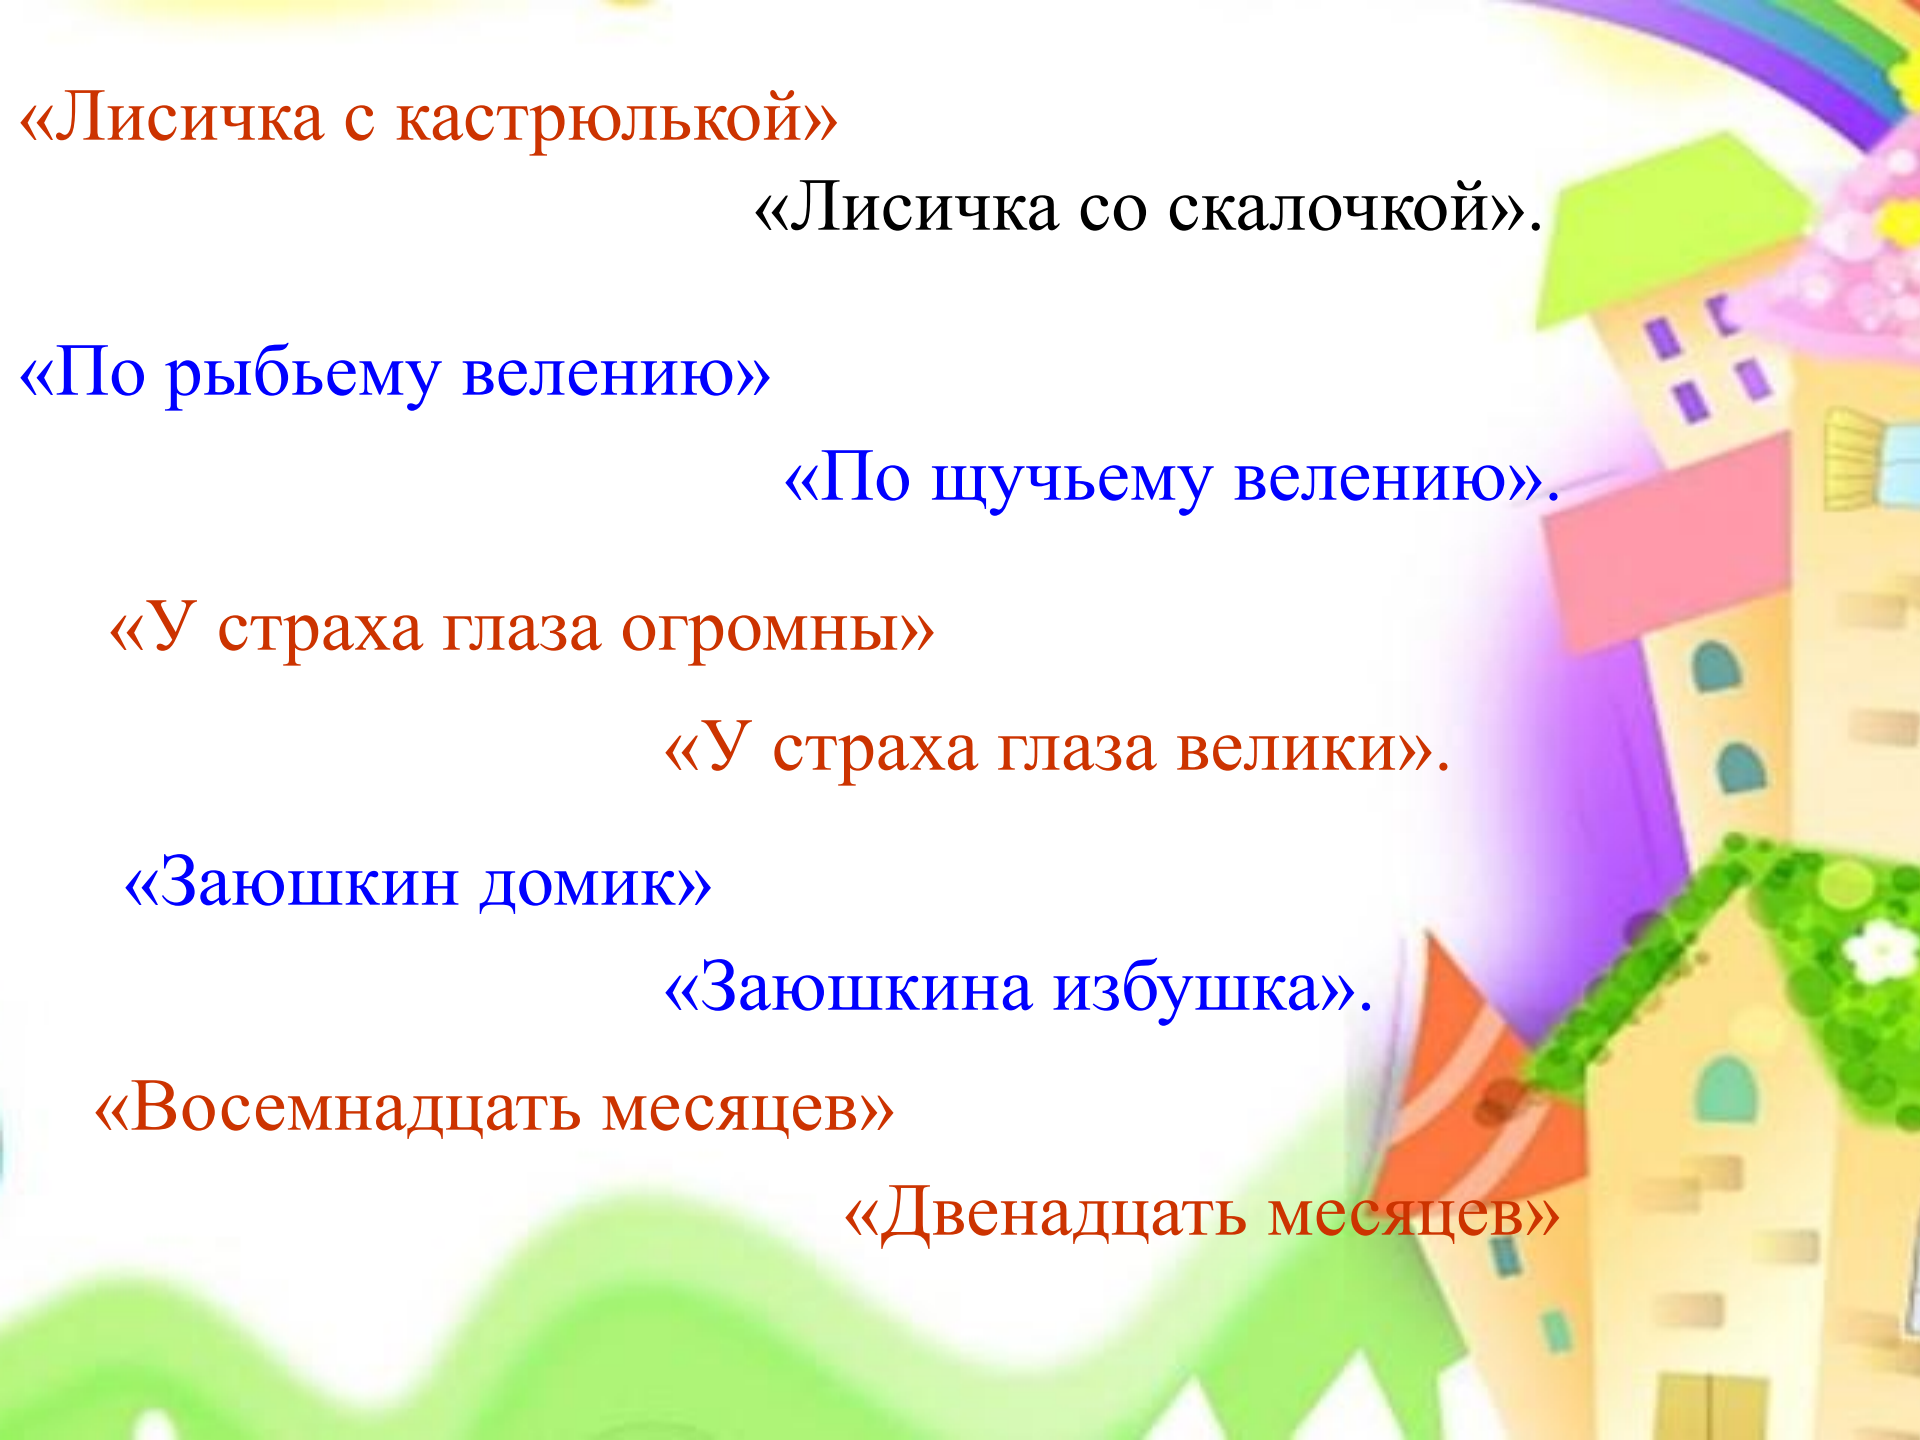 «Лисичка с кастрюлькой»
«Лисичка со скалочкой».
«По рыбьему велению»
«По щучьему велению».
«У страха глаза огромны»
«У страха глаза велики».
«Заюшкин домик»
«Заюшкина избушка».
«Восемнадцать месяцев»
«Двенадцать месяцев»